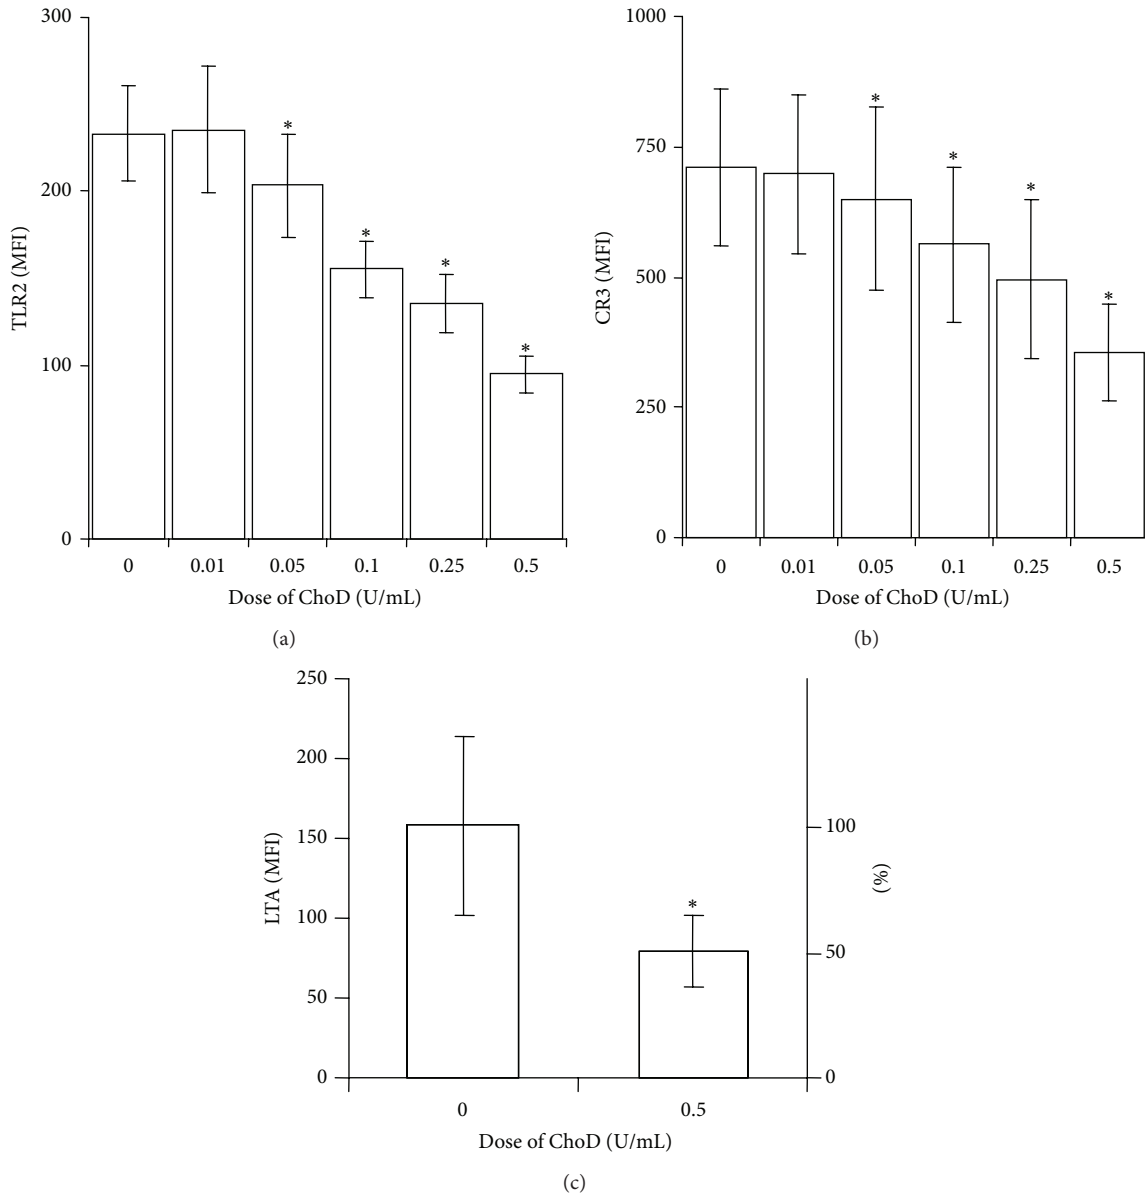 300
200
100
0
TLR2 (MFI)
*
*
*
*
0 0.01 0.05 0.1 0.25 0.5
Dose of ChoD (U/mL)
(a)
1000
750
500
250
0
CR3 (MFI)
*
*
*
*
0 0.01 0.05 0.1 0.25 0.5
Dose of ChoD (U/mL)
(b)
250
200
150
100
50
0
LTA (MFI)
*
100
50
0
(%)
0 0.5
Dose of ChoD (U/mL)
(c)